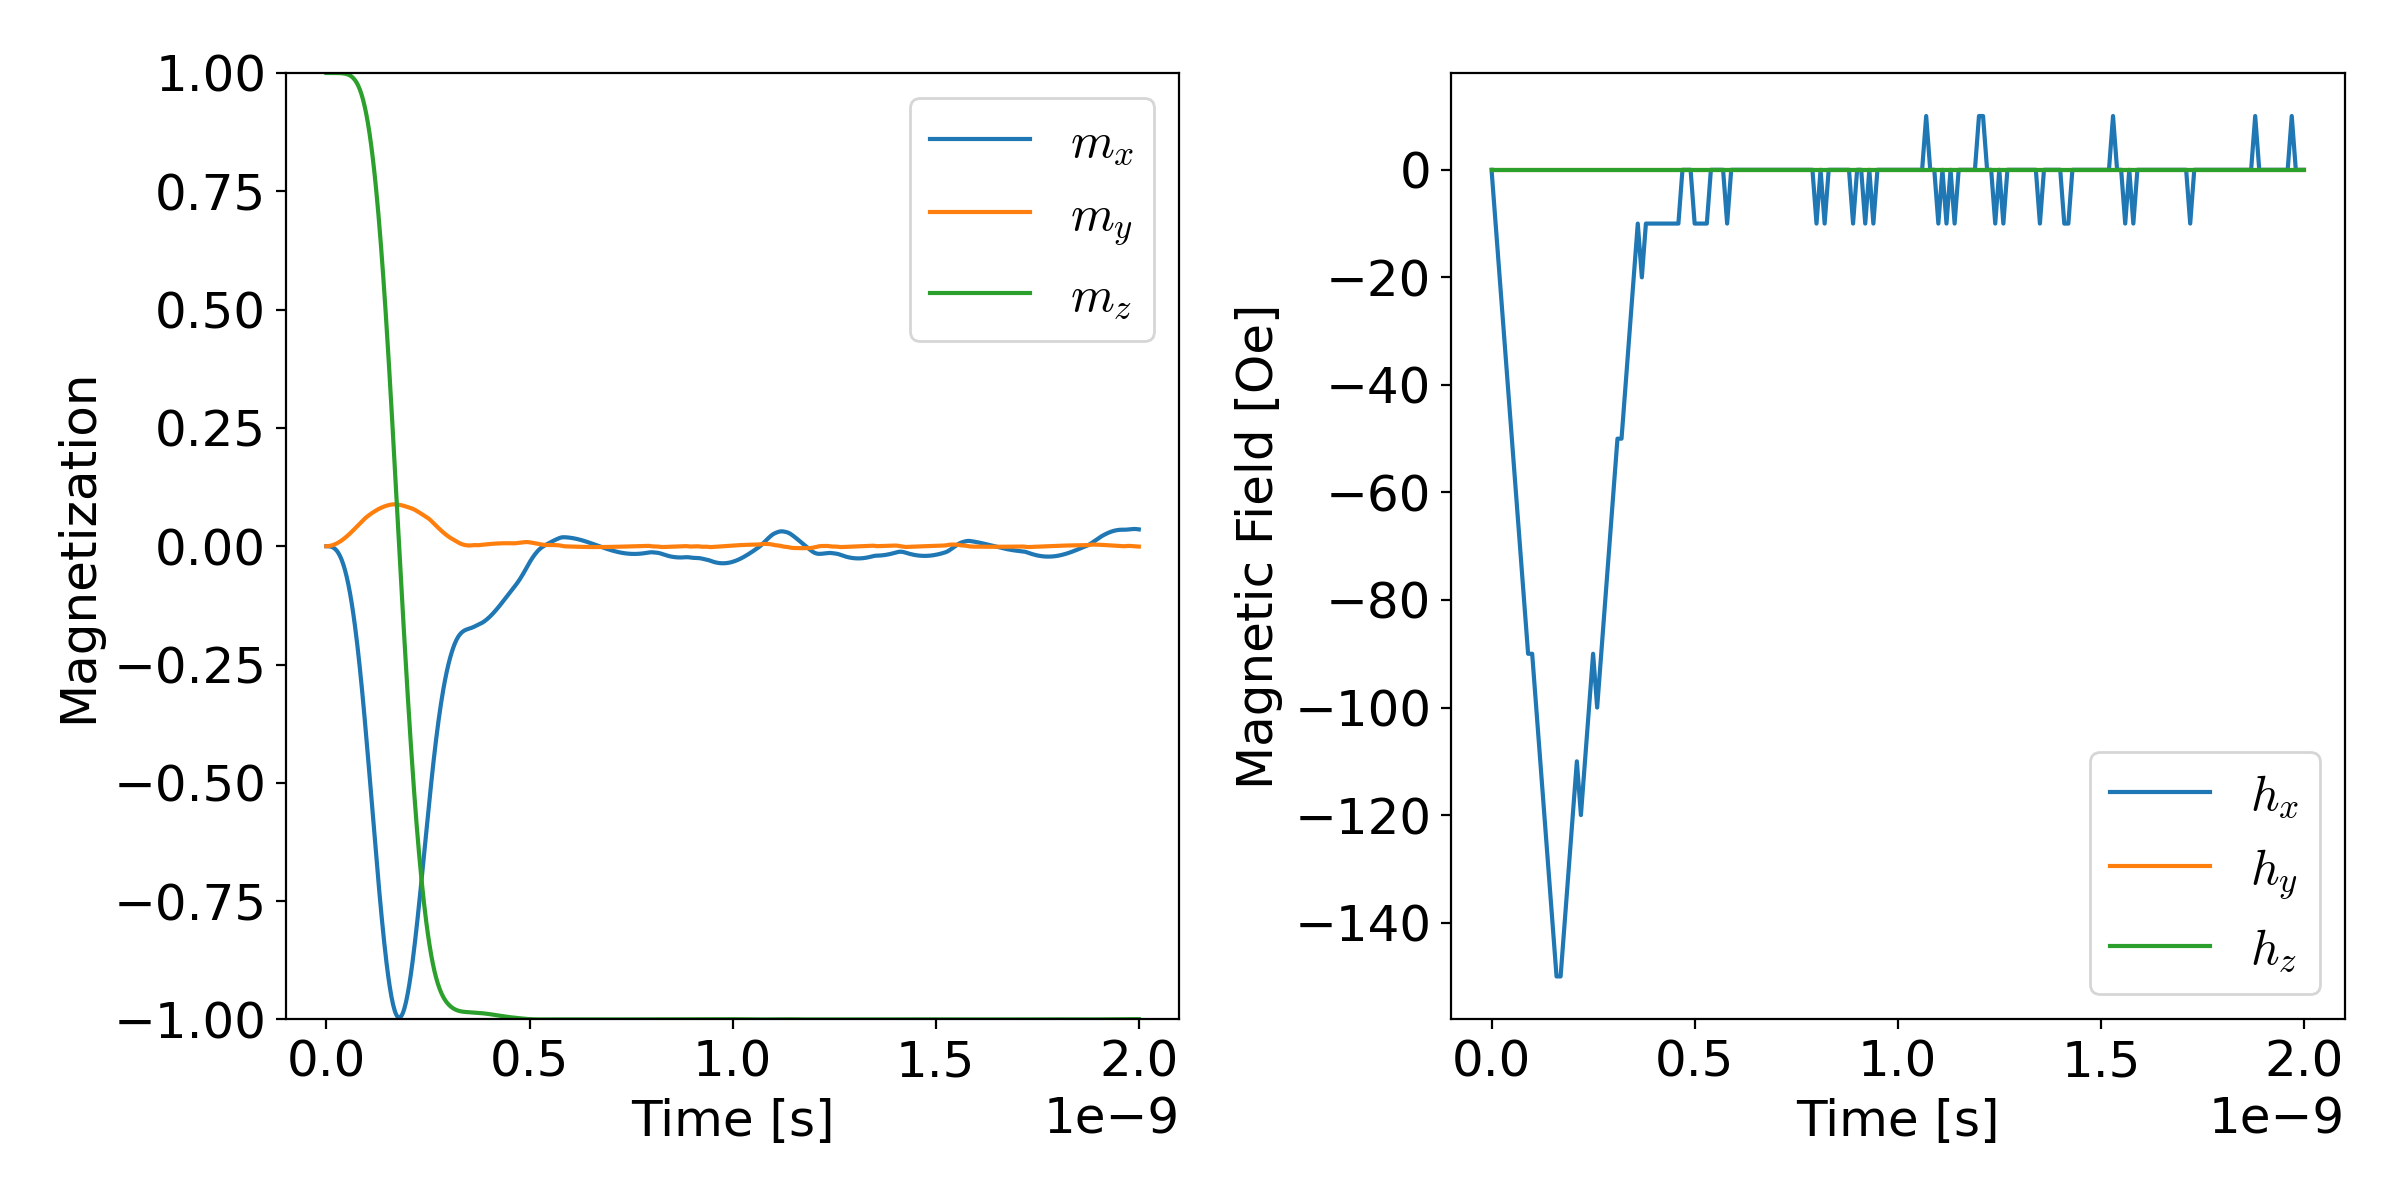 Magnetization
1.00
0.75
0.50
0.25
0.00
−0.25
−0.50
−0.75
−1.00
0.0 0.5 1.0 1.5 2.0
Time [s]
1e−9
m_x
m_y
m_z
Magnetic Field [Oe]
0
−20
−40
−60
−80
−100
−120
−140
0.0 0.5 1.0 1.5 2.0
Time [s]
1e−9
h_x
h_y
h_z